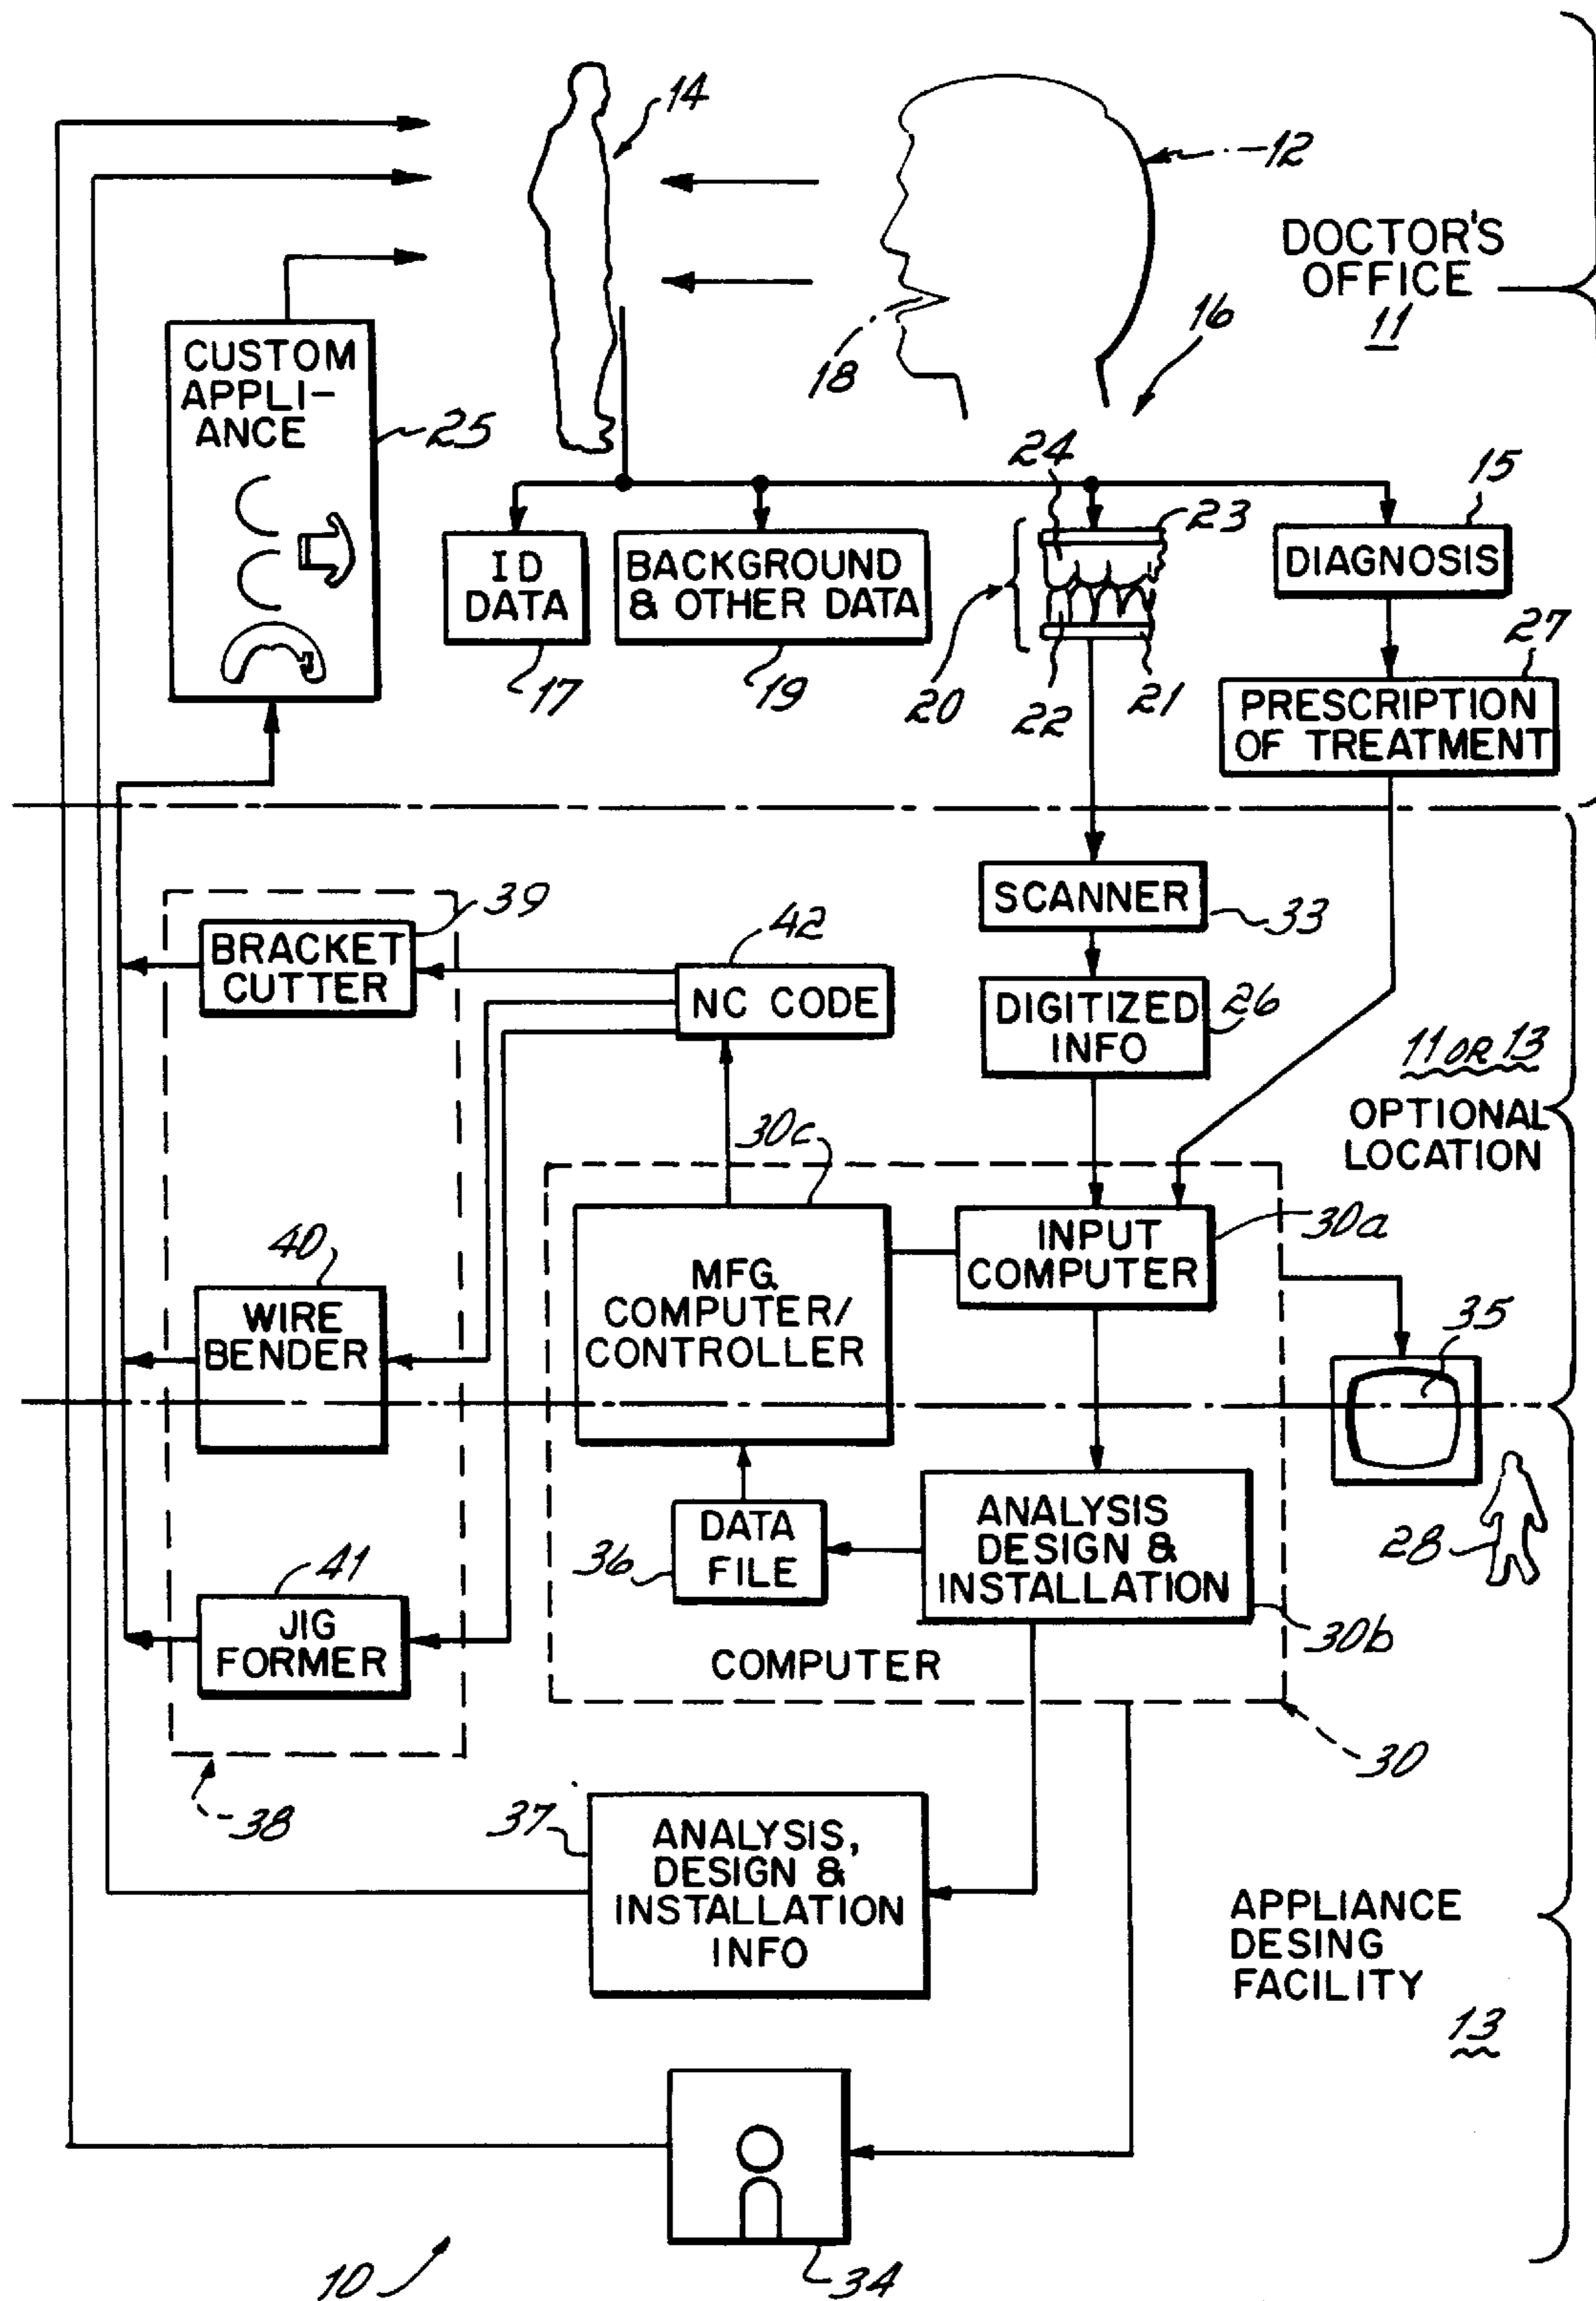 14
12
DOCTOR'S
OFFICE
11
16
18
CUSTOM
APPLI-
ANCE
25
24
23
15
ID
DATA
BACKGROUND
& OTHER DATA
DIAGNOSIS
17
19
20
22
21
27
PRESCRIPTION
OF TREATMENT
SCANNER
33
BRACKET
CUTTER
39
42
NC CODE
DIGITIZED
INFO
26
11 OR 13
OPTIONAL
LOCATION
30c
INPUT
COMPUTER
30a
MFG.
COMPUTER/
CONTROLLER
40
WIRE
BENDER
35
DATA
FILE
36
ANALYSIS
DESIGN &
INSTALLATION
30b
28
41
JIG
FORMER
COMPUTER
30
38
37
ANALYSIS,
DESIGN &
INSTALLATION
INFO
APPLIANCE
DESING
FACILITY
13
10
34